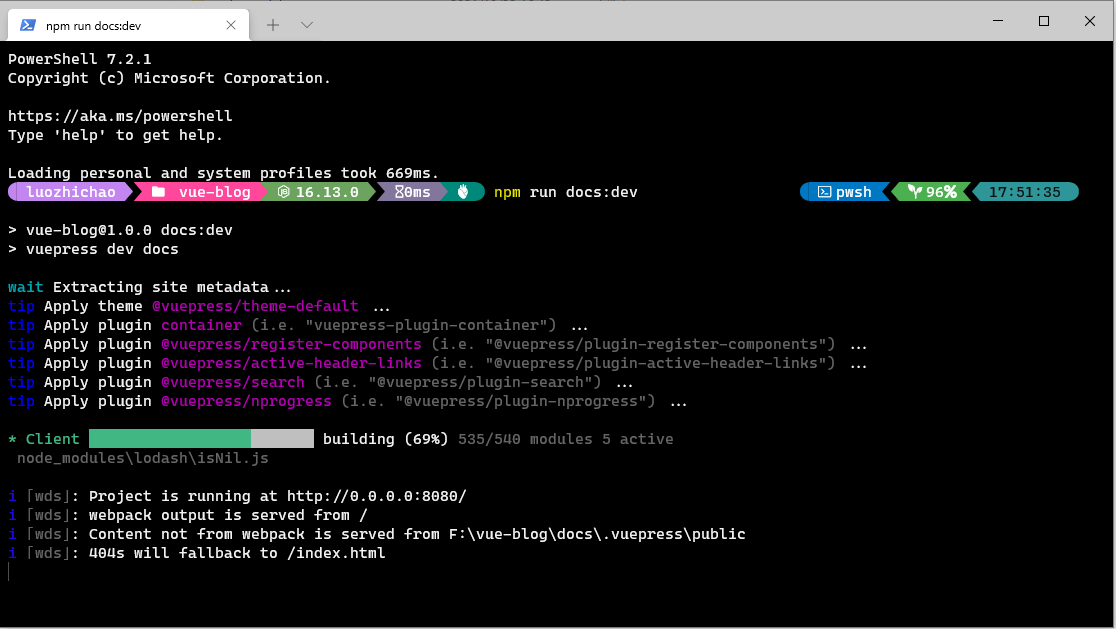 npm run docs:dev
PowerShell 7.2.1
Copyright (c) Microsoft Corporation.
https://aka.ms/powershell
Type 'help' to get help.
Loading personal and system profiles took 669ms.
luozhichao vue-blog 16.13.0 0ms npm run docs:dev pwsh 96% 17:51:35
> vue-blog@1.0.0 docs:dev
> vuepress dev docs
wait Extracting site metadata...
tip Apply theme @vuepress/theme-default ...
tip Apply plugin container (i.e. "vuepress-plugin-container") ...
tip Apply plugin @vuepress/register-components (i.e. "@vuepress/plugin-register-components") ...
tip Apply plugin @vuepress/active-header-links (i.e. "@vuepress/plugin-active-header-links") ...
tip Apply plugin @vuepress/search (i.e. "@vuepress/plugin-search") ...
tip Apply plugin @vuepress/nprogress (i.e. "@vuepress/plugin-nprogress") ...
* Client building (69%) 535/540 modules 5 active
node_modules\lodash\isNil.js
i ｢wds｣: Project is running at http://0.0.0.0:8080/
i ｢wds｣: webpack output is served from /
i ｢wds｣: Content not from webpack is served from F:\vue-blog\docs\.vuepress\public
i ｢wds｣: 404s will fallback to /index.html